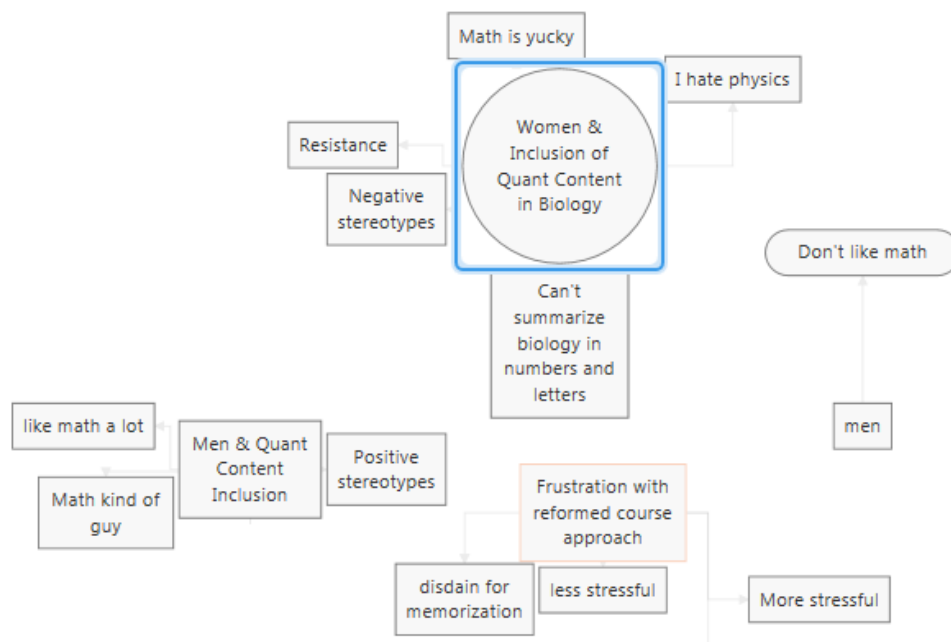 Math is yucky
I hate physics
Women &
Inclusion of
Quant Content
in Biology
Resistance
Negative
stereotypes
Don't like math
Can't
summarize
biology in
numbers and
letters
men
like math a lot
Men & Quant
Content
Inclusion
Positive
stereotypes
Math kind of
guy
Frustration with
reformed course
approach
disdain for
memorization
less stressful
More stressful